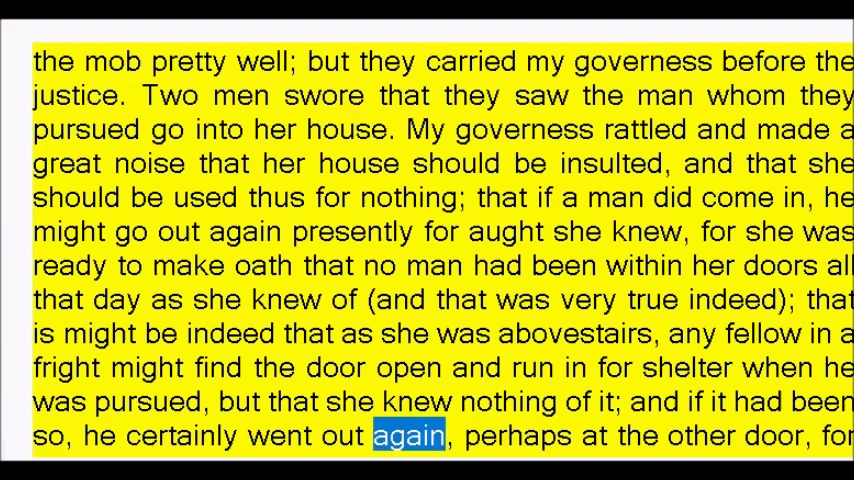 the mob pretty well; but they carried my governess before the
justice. Two men swore that they saw the man whom they
pursued go into her house. My governess rattled and made a
great noise that her house should be insulted, and that she
should be used thus for nothing; that if a man did come in, he
might go out again presently for aught she knew, for she was
ready to make oath that no man had been within her doors all
that day as she knew of (and that was very true indeed); that
is might be indeed that as she was abovestairs, any fellow in a
fright might find the door open and run in for shelter when he
was pursued, but that she knew nothing of it; and if it had been
so, he certainly went out again, perhaps at the other door, for